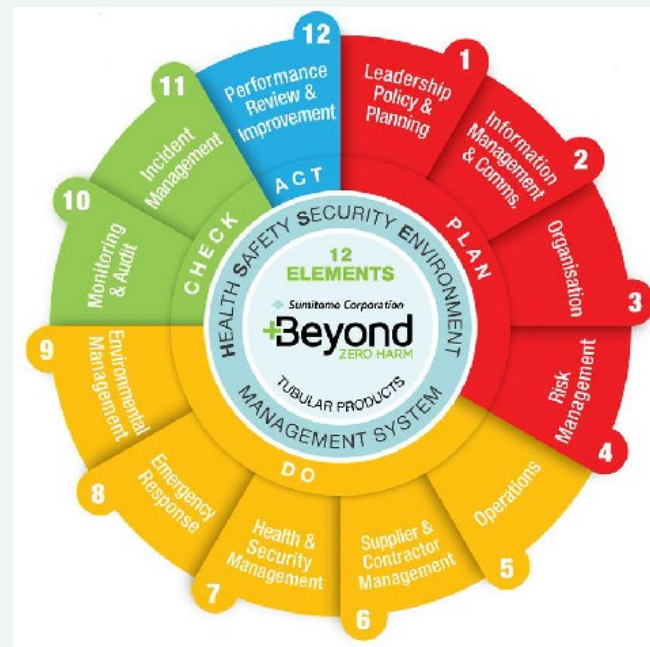 12
Performance
Review &
Improvement
1
Leadership
Policy &
Planning
2
Information
Management
& Comms.
3
Organisation
4
Risk
Management
5
Operations
6
Supplier &
Contractor
Management
7
Health &
Security
Management
8
Emergency
Response
9
Environmental
Management
10
Monitoring
& Audit
11
Incident
Management
ACT
PLAN
DO
CHECK
HEALTH SAFETY SECURITY ENVIRONMENT
MANAGEMENT SYSTEM
12
ELEMENTS
Sumitomo Corporation
+Beyond
ZERO HARM
TUBULAR PRODUCTS